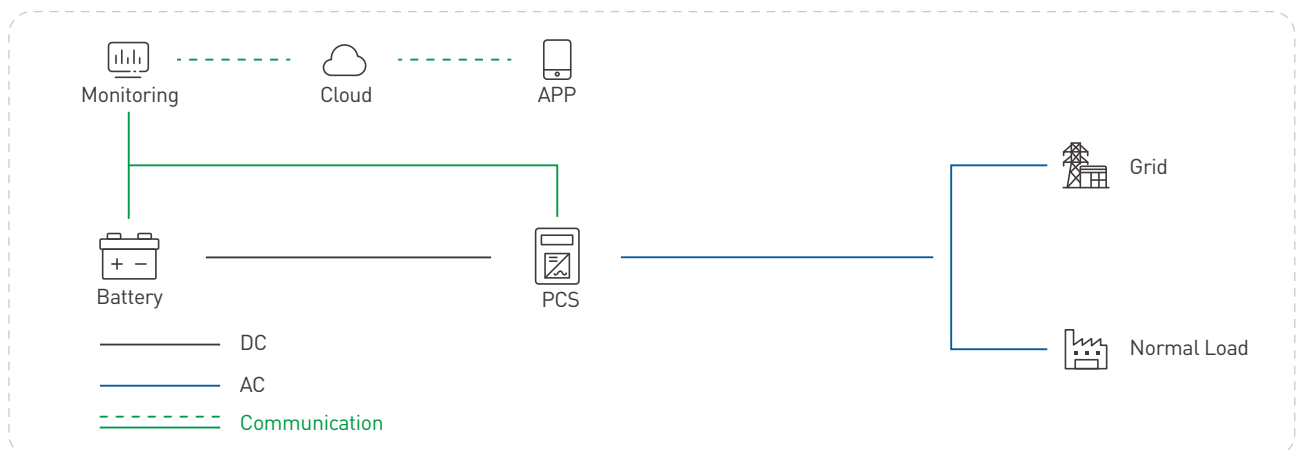 Monitoring
Cloud
APP
Grid
Battery
PCS
DC
Normal Load
AC
Communication